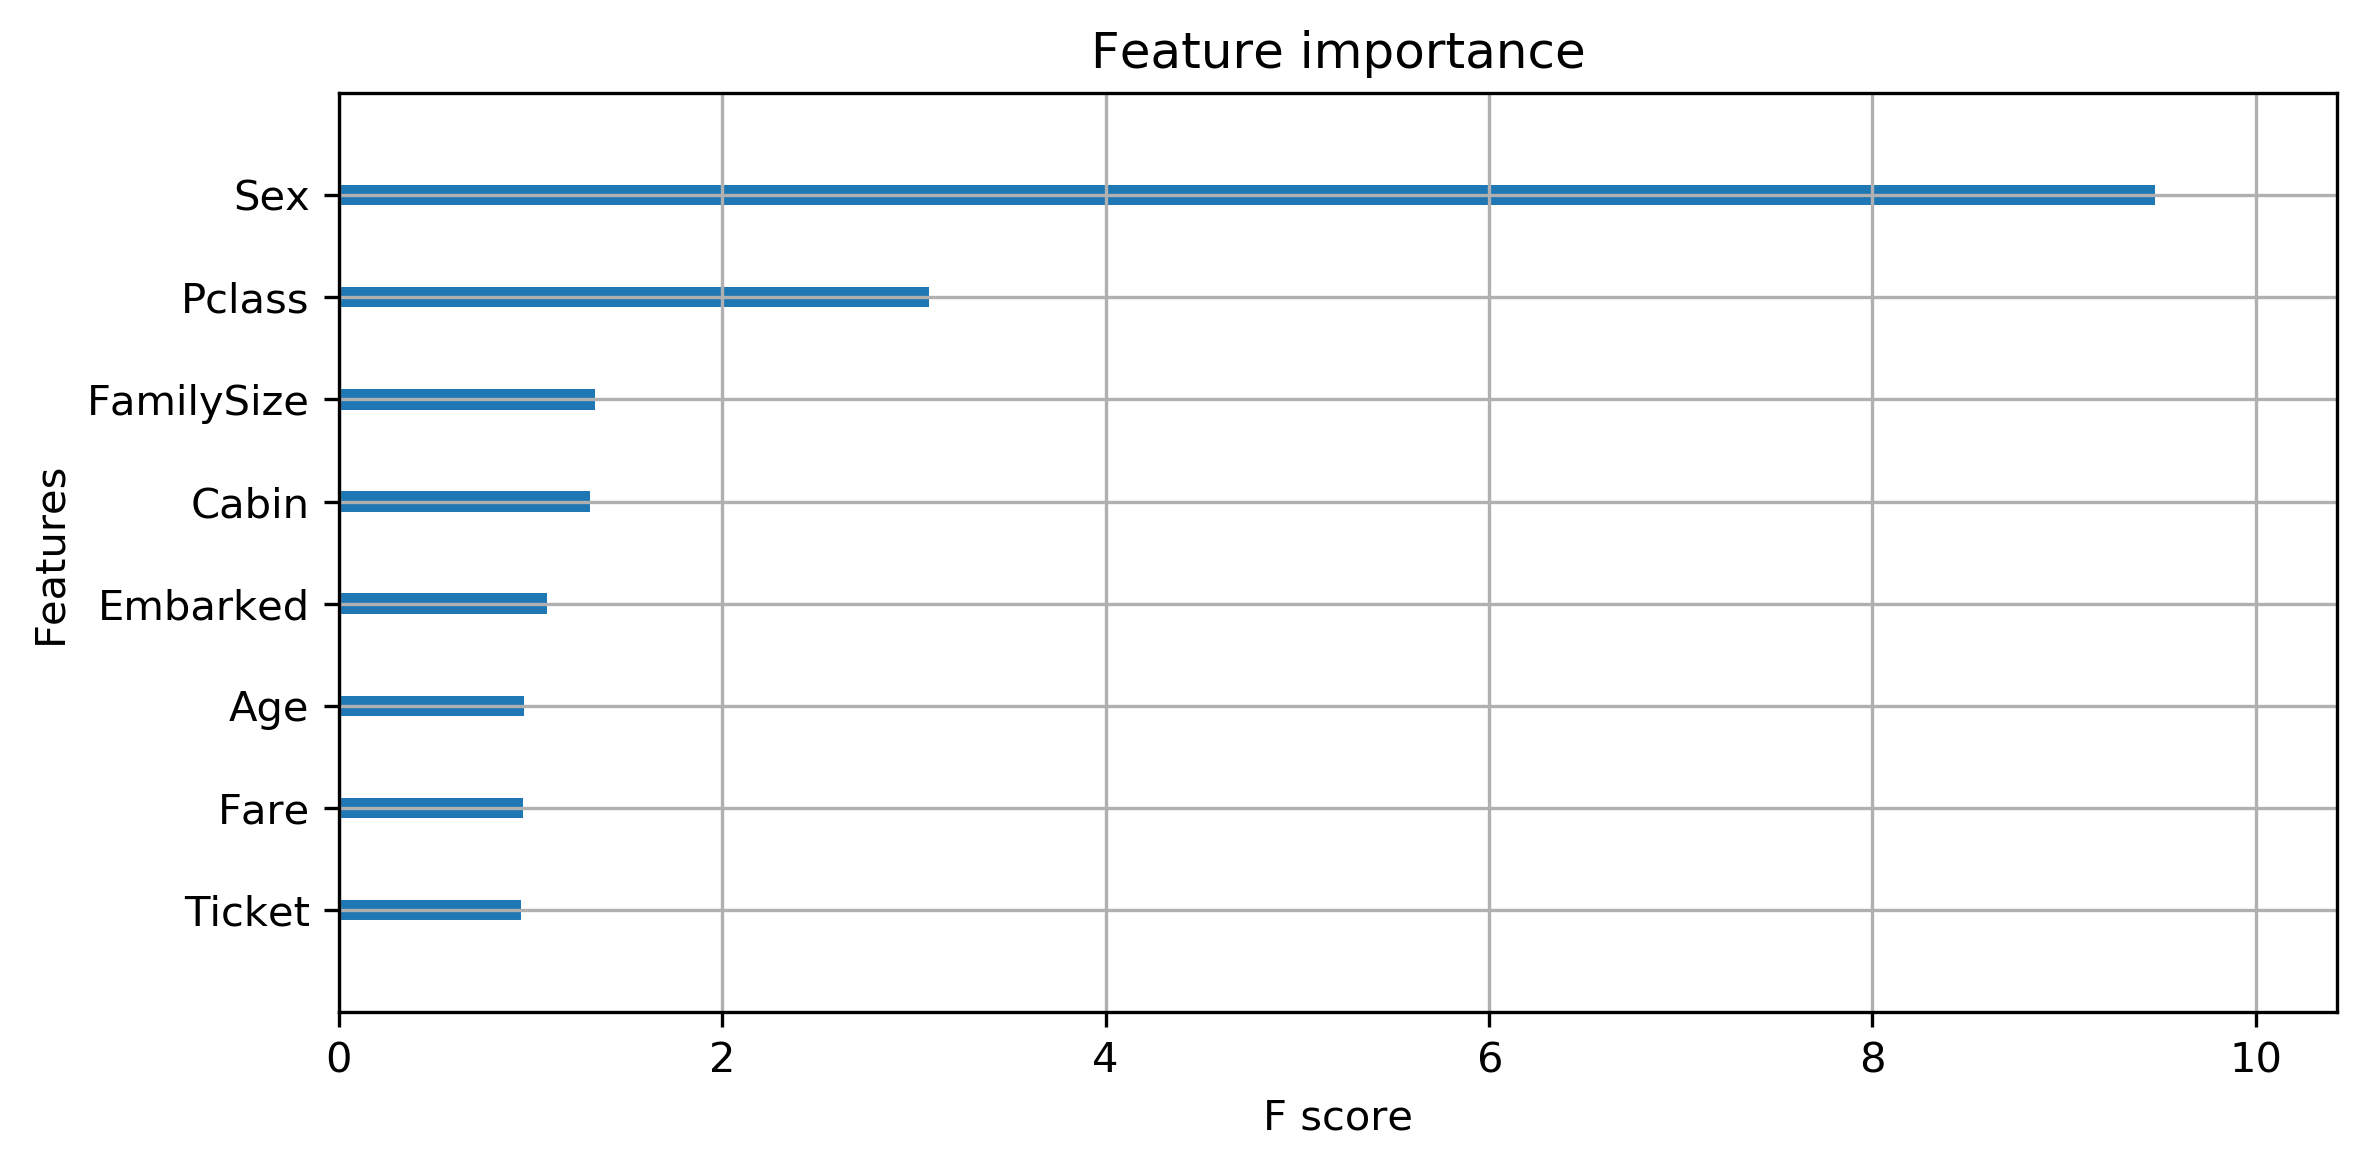 Feature importance
Sex
Pclass
FamilySize
Cabin
Embarked
Age
Fare
Ticket
Features
0 2 4 6 8 10
F score